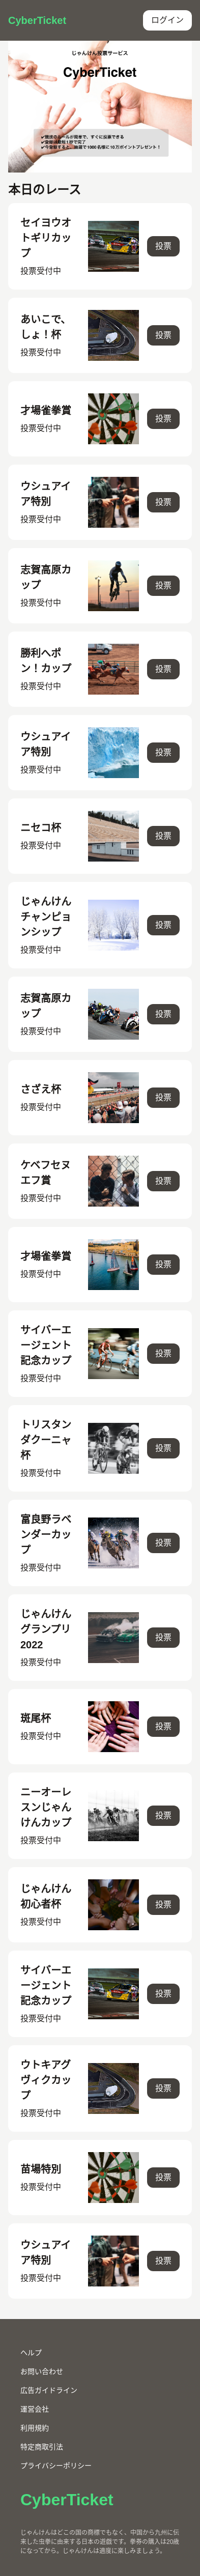 CyberTicket
ログイン
じゃんけん投票サービス
CyberTicket
✔競技のルールが簡単で、すぐに投票できる
✔登録は最短1分で完了
✔今登録すると、抽選で1000名様に10万ポイントプレゼント！
本日のレース
セイヨウオ
トギリカッ
プ
投票受付中
投票
あいこで、
しょ！杯
投票受付中
投票
才場雀拳賞
投票受付中
投票
ウシュアイ
ア特別
投票受付中
投票
志賀高原カ
ップ
投票受付中
投票
勝利へポ
ン！カップ
投票受付中
投票
ウシュアイ
ア特別
投票受付中
投票
ニセコ杯
投票受付中
投票
じゃんけん
チャンピョ
ンシップ
投票受付中
投票
志賀高原カ
ップ
投票受付中
投票
さざえ杯
投票受付中
投票
ケベフセヌ
エフ賞
投票受付中
投票
才場雀拳賞
投票受付中
投票
サイバーエ
ージェント
記念カップ
投票受付中
投票
トリスタン
ダクーニャ
杯
投票受付中
投票
富良野ラベ
ンダーカッ
プ
投票受付中
投票
じゃんけん
グランプリ
2022
投票受付中
投票
斑尾杯
投票受付中
投票
ニーオーレ
スンじゃん
けんカップ
投票受付中
投票
じゃんけん
初心者杯
投票受付中
投票
サイバーエ
ージェント
記念カップ
投票受付中
投票
ウトキアグ
ヴィクカッ
プ
投票受付中
投票
苗場特別
投票受付中
投票
ウシュアイ
ア特別
投票受付中
投票
ヘルプ
お問い合わせ
広告ガイドライン
運営会社
利用規約
特定商取引法
プライバシーポリシー
CyberTicket
じゃんけんはどこの国の商標でもなく、中国から九州に伝
来した虫拳に由来する日本の遊戯です。拳券の購入は20歳
になってから。じゃんけんは適度に楽しみましょう。